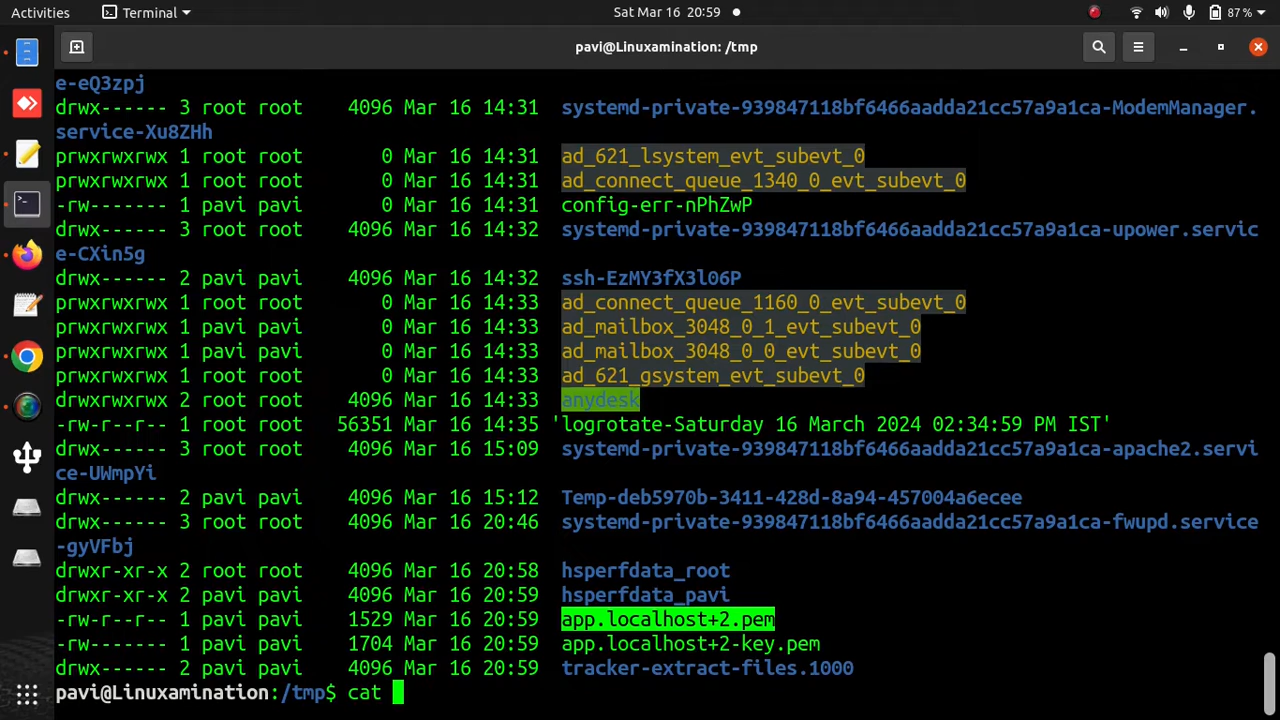 Activities
Terminal
Sat Mar 16 20:59
87 %
pavi@Linuxamination: /tmp
e-eQ3zpj
drwx------ 3 root root 4096 Mar 16 14:31 systemd-private-939847118bf6466aadda21cc57a9a1ca-ModemManager.
service-Xu8ZHh
prwxrwxrwx 1 root root 0 Mar 16 14:31 ad_621_lsystem_evt_subevt_0
prwxrwxrwx 1 root root 0 Mar 16 14:31 ad_connect_queue_1340_0_evt_subevt_0
-rw------- 1 pavi pavi 0 Mar 16 14:31 config-err-nPhZwP
drwx------ 3 root root 4096 Mar 16 14:32 systemd-private-939847118bf6466aadda21cc57a9a1ca-upower.servic
e-CXin5g
drwx------ 2 pavi pavi 4096 Mar 16 14:32 ssh-EzMY3fX3l06P
prwxrwxrwx 1 root root 0 Mar 16 14:33 ad_connect_queue_1160_0_evt_subevt_0
prwxrwxrwx 1 pavi pavi 0 Mar 16 14:33 ad_mailbox_3048_0_1_evt_subevt_0
prwxrwxrwx 1 pavi pavi 0 Mar 16 14:33 ad_mailbox_3048_0_0_evt_subevt_0
prwxrwxrwx 1 root root 0 Mar 16 14:33 ad_621_gsystem_evt_subevt_0
drwxrwxrwx 2 root root 4096 Mar 16 14:33 anydesk
-rw-r--r-- 1 root root 56351 Mar 16 14:35 'logrotate-Saturday 16 March 2024 02:34:59 PM IST'
drwx------ 3 root root 4096 Mar 16 15:09 systemd-private-939847118bf6466aadda21cc57a9a1ca-apache2.servi
ce-UWmpYi
drwx------ 2 pavi pavi 4096 Mar 16 15:12 Temp-deb5970b-3411-428d-8a94-457004a6ecee
drwx------ 3 root root 4096 Mar 16 20:46 systemd-private-939847118bf6466aadda21cc57a9a1ca-fwupd.service
-gyVFbj
drwxr-xr-x 2 root root 4096 Mar 16 20:58 hsperfdata_root
drwxr-xr-x 2 pavi pavi 4096 Mar 16 20:59 hsperfdata_pavi
-rw-r--r-- 1 pavi pavi 1529 Mar 16 20:59 app.localhost+2.pem
-rw------- 1 pavi pavi 1704 Mar 16 20:59 app.localhost+2-key.pem
drwx------ 2 pavi pavi 4096 Mar 16 20:59 tracker-extract-files.1000
pavi@Linuxamination:/tmp$ cat